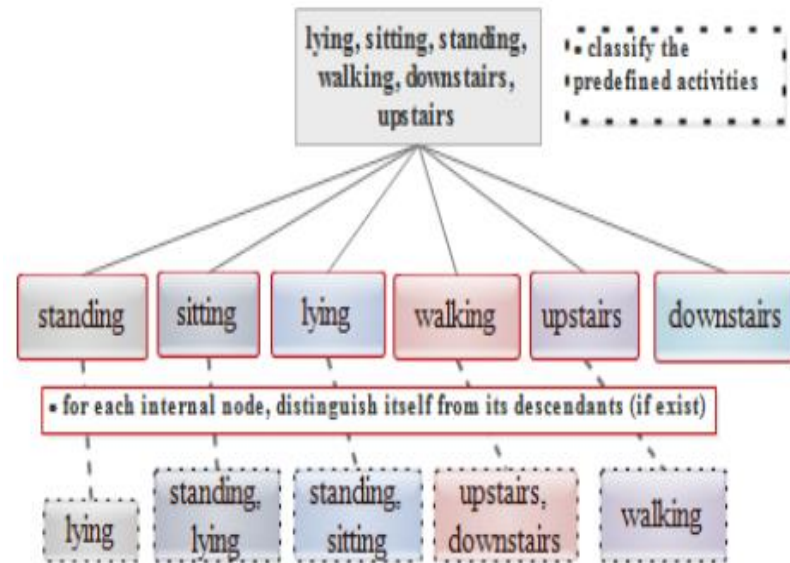 lying, sitting, standing,
walking, downstairs,
upstairs
▪ classify the
predefined activities
standing
sitting
lying
walking
upstairs
downstairs
▪ for each internal node, distinguish itself from its descendants (if exist)
lying
standing,
lying
standing,
sitting
upstairs,
downstairs
walking